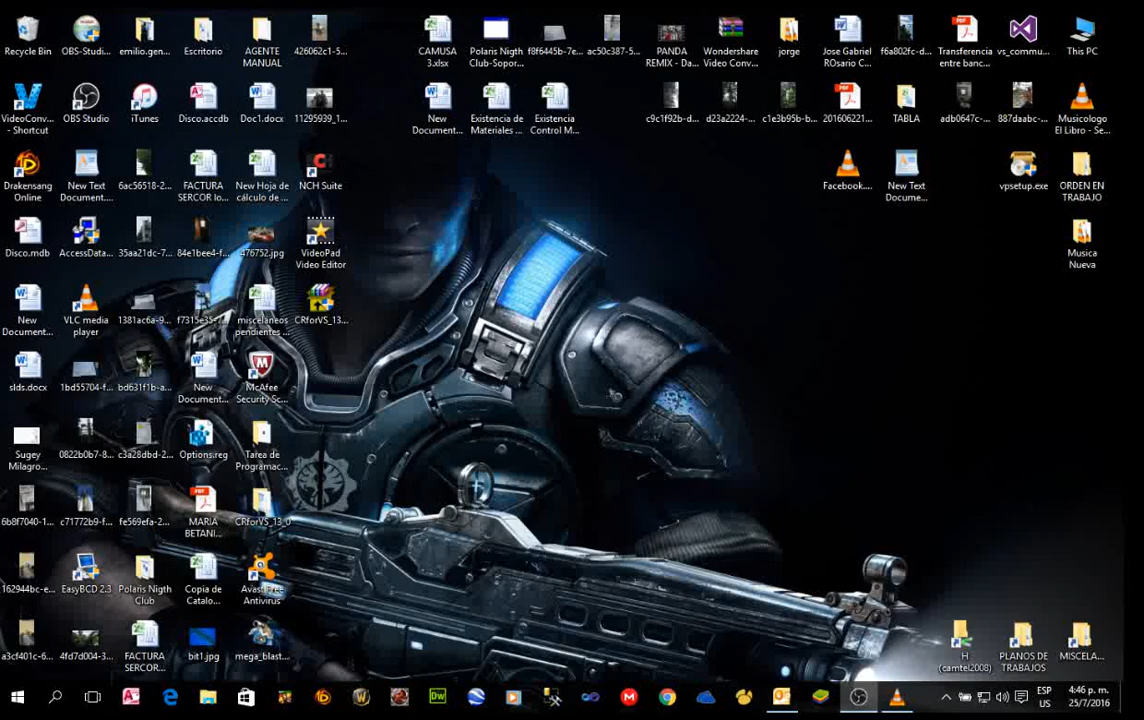 Recycle Bin
OBS-Studi...
emilio.gen...
Escritorio
AGENTE
MANUAL
426062c1-5...
CAMUSA
3.xlsx
Polaris Nigth
Club-Sopor...
f8f6445b-7e...
ac50c387-5...
PANDA
REMIX - Da...
Wondershare
Video Conv...
jorge
Jose Gabriel
ROsario C...
f6a802fc-d...
Transferencia
entre banc...
vs_commu...
This PC
VideoConv...
- Shortcut
OBS Studio
iTunes
Disco.accdb
Doc1.docx
11295939_1...
New
Document...
Existencia de
Materiales ...
Existencia
Control M...
c9c1f92b-d...
d23a2224-...
c1e3b95b-b...
201606221...
TABLA
adb0647c-...
887daabc-...
Musicologo
El Libro - Se...
Drakensang
Online
New Text
Document...
6ac56518-2...
FACTURA
SERCOR lo...
New Hoja de
cálculo de ...
NCH Suite
Facebook....
New Text
Docume...
vpsetup.exe
ORDEN EN
TRABAJO
Disco.mdb
AccessData...
35aa21dc-7...
84e1bee4-f...
476752.jpg
VideoPad
Video Editor
Musica
Nueva
New
Document...
VLC media
player
1381ac6a-9...
f7315e35-7...
miscelaneos
pendientes ...
CRforVS_13...
slds.docx
1bd55704-f...
bd631f1b-a...
New
Document...
McAfee
Security Sc...
Sugey
Milagro...
0822b0b7-8...
c3a28dbd-2...
Options.reg
Tarea de
Programac...
6b8f7040-1...
c71772b9-f...
fe569efa-2...
MARIA
BETANI...
CRforVS_13_0
162944bc-e...
EasyBCD 2.3
Polaris Nigth
Club
Copia de
Catalo...
Avast Free
Antivirus
a3cf401c-6...
4fd7d004-3...
FACTURA
SERCOR...
bit1.jpg
mega_blast...
H
(camtel2008)
PLANOS DE
TRABAJOS
MISCELA...
ESP
US
4:46 p. m.
25/7/2016